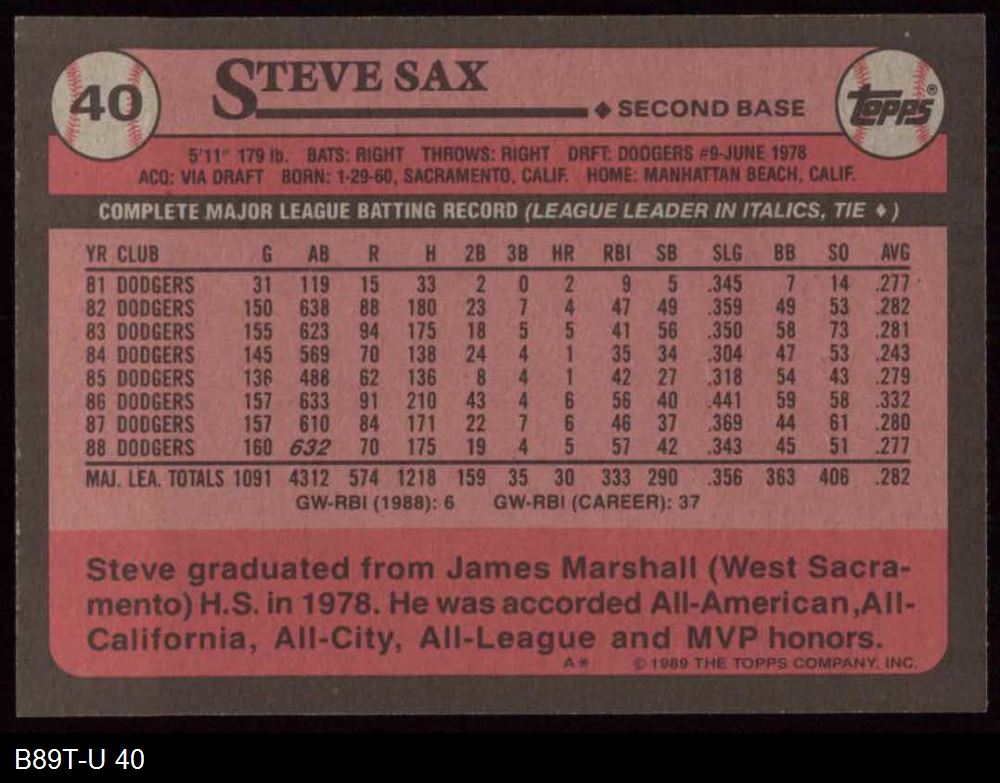 40
STEVE SAX
◆ SECOND BASE
TOPPS®
5'11" 179 lb. BATS: RIGHT THROWS: RIGHT DRFT: DODGERS #9-JUNE 1978
ACQ: VIA DRAFT BORN: 1-29-60, SACRAMENTO, CALIF. HOME: MANHATTAN BEACH, CALIF.
COMPLETE MAJOR LEAGUE BATTING RECORD (LEAGUE LEADER IN ITALICS, TIE ♦)
YR CLUB G AB R H 2B 3B HR RBI SB SLG BB SO AVG
81 DODGERS 31 119 15 33 2 0 2 9 5 .345 7 14 .277
82 DODGERS 150 638 88 180 23 7 4 47 49 .359 49 53 .282
83 DODGERS 155 623 94 175 18 5 5 41 56 .350 58 73 .281
84 DODGERS 145 569 70 138 24 4 1 35 34 .304 47 53 .243
85 DODGERS 136 488 62 136 8 4 1 42 27 .318 54 43 .279
86 DODGERS 157 633 91 210 43 4 6 56 40 .441 59 58 .332
87 DODGERS 157 610 84 171 22 7 6 46 37 .369 44 61 .280
88 DODGERS 160 632 70 175 19 4 5 57 42 .343 45 51 .277
MAJ. LEA. TOTALS 1091 4312 574 1218 159 35 30 333 290 .356 363 406 .282
GW-RBI (1988): 6 GW-RBI (CAREER): 37
Steve graduated from James Marshall (West Sacra-
mento) H.S. in 1978. He was accorded All-American,All-
California, All-City, All-League and MVP honors.
A* © 1989 THE TOPPS COMPANY, INC.
B89T-U 40